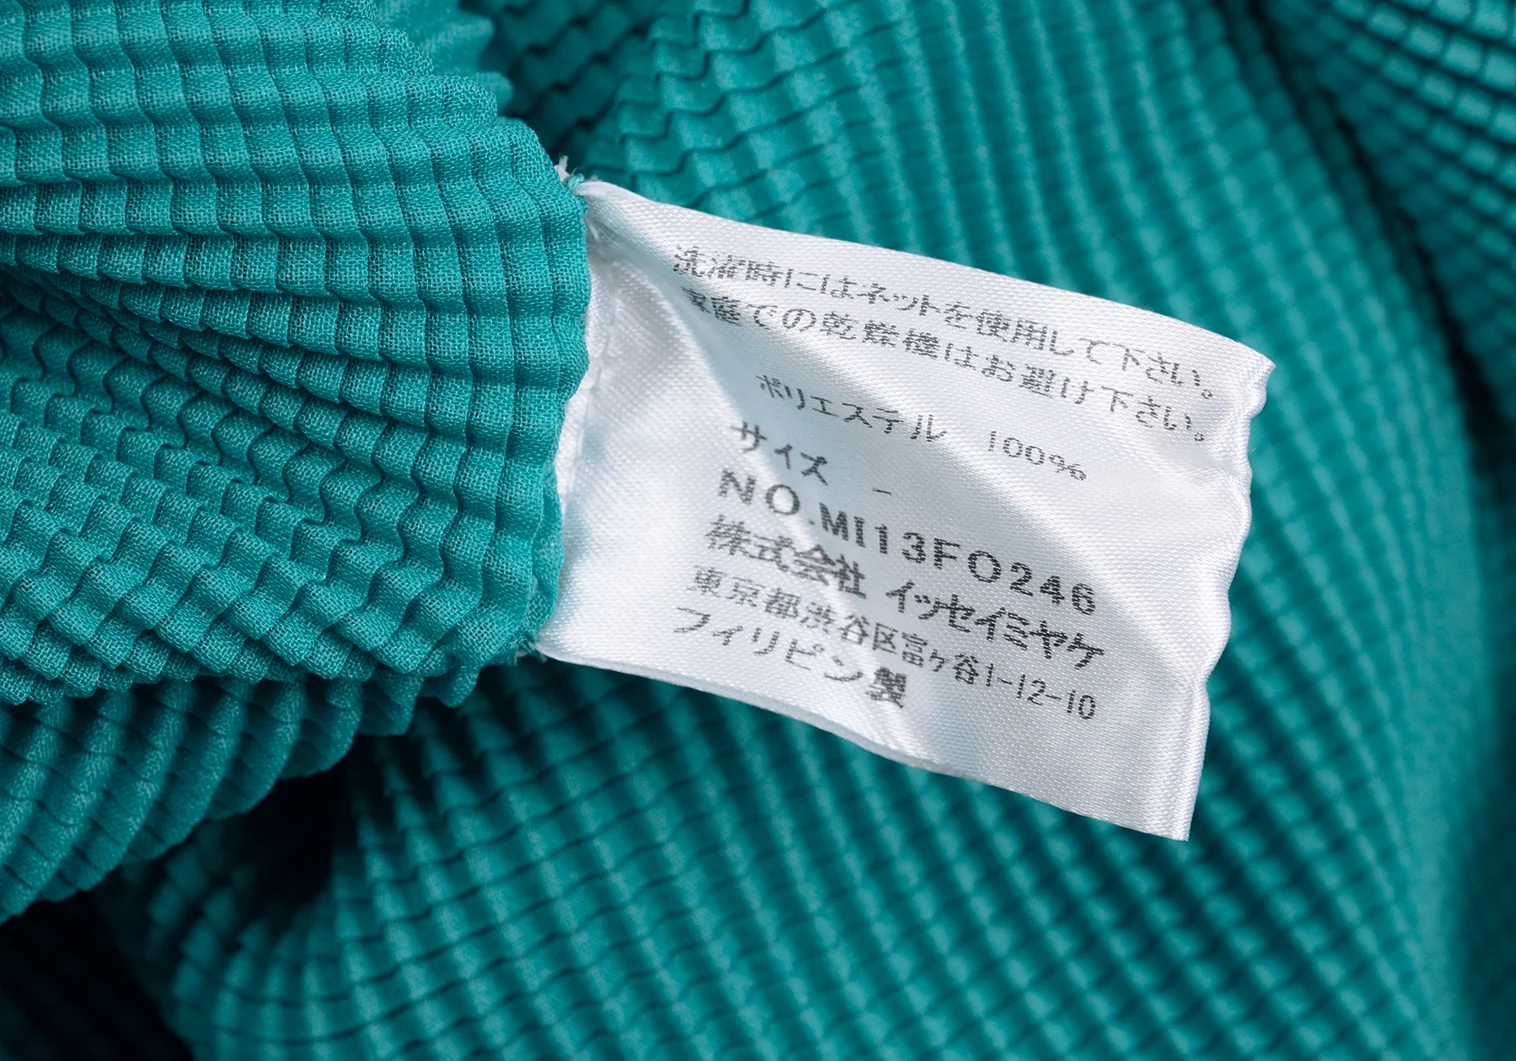 洗濯時にはネットを使用して下さい。
家庭での乾燥機はお避け下さい。
ポリエステル 100%
サイズ -
NO.MI13FO246
株式会社 イッセイミヤケ
東京都渋谷区富ヶ谷1-12-10
フィリピン製